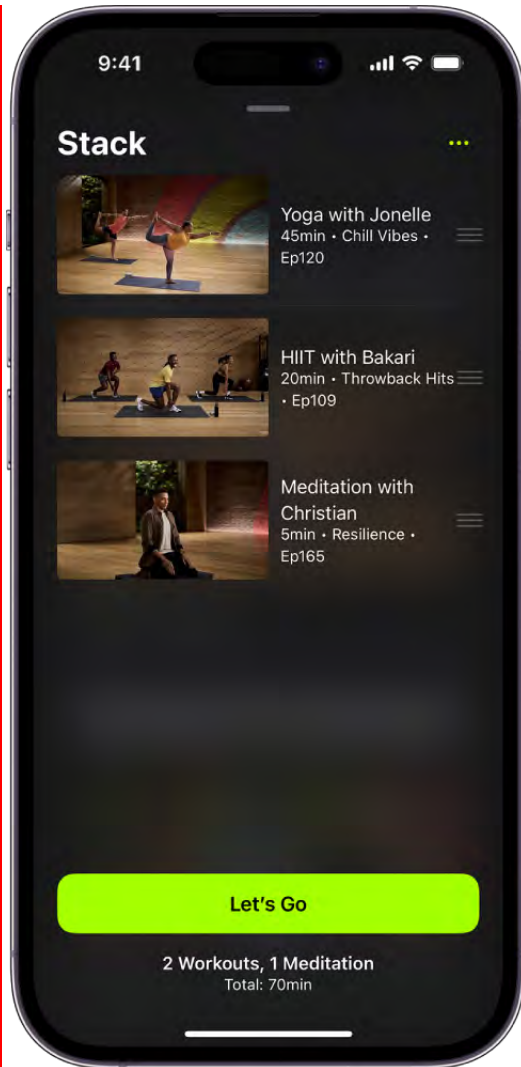 9:41
Stack
Yoga with Jonelle
45min • Chill Vibes •
Ep120
HIIT with Bakari
20min • Throwback Hits
• Ep109
Meditation with
Christian
5min • Resilience •
Ep165
Let's Go
2 Workouts, 1 Meditation
Total: 70min